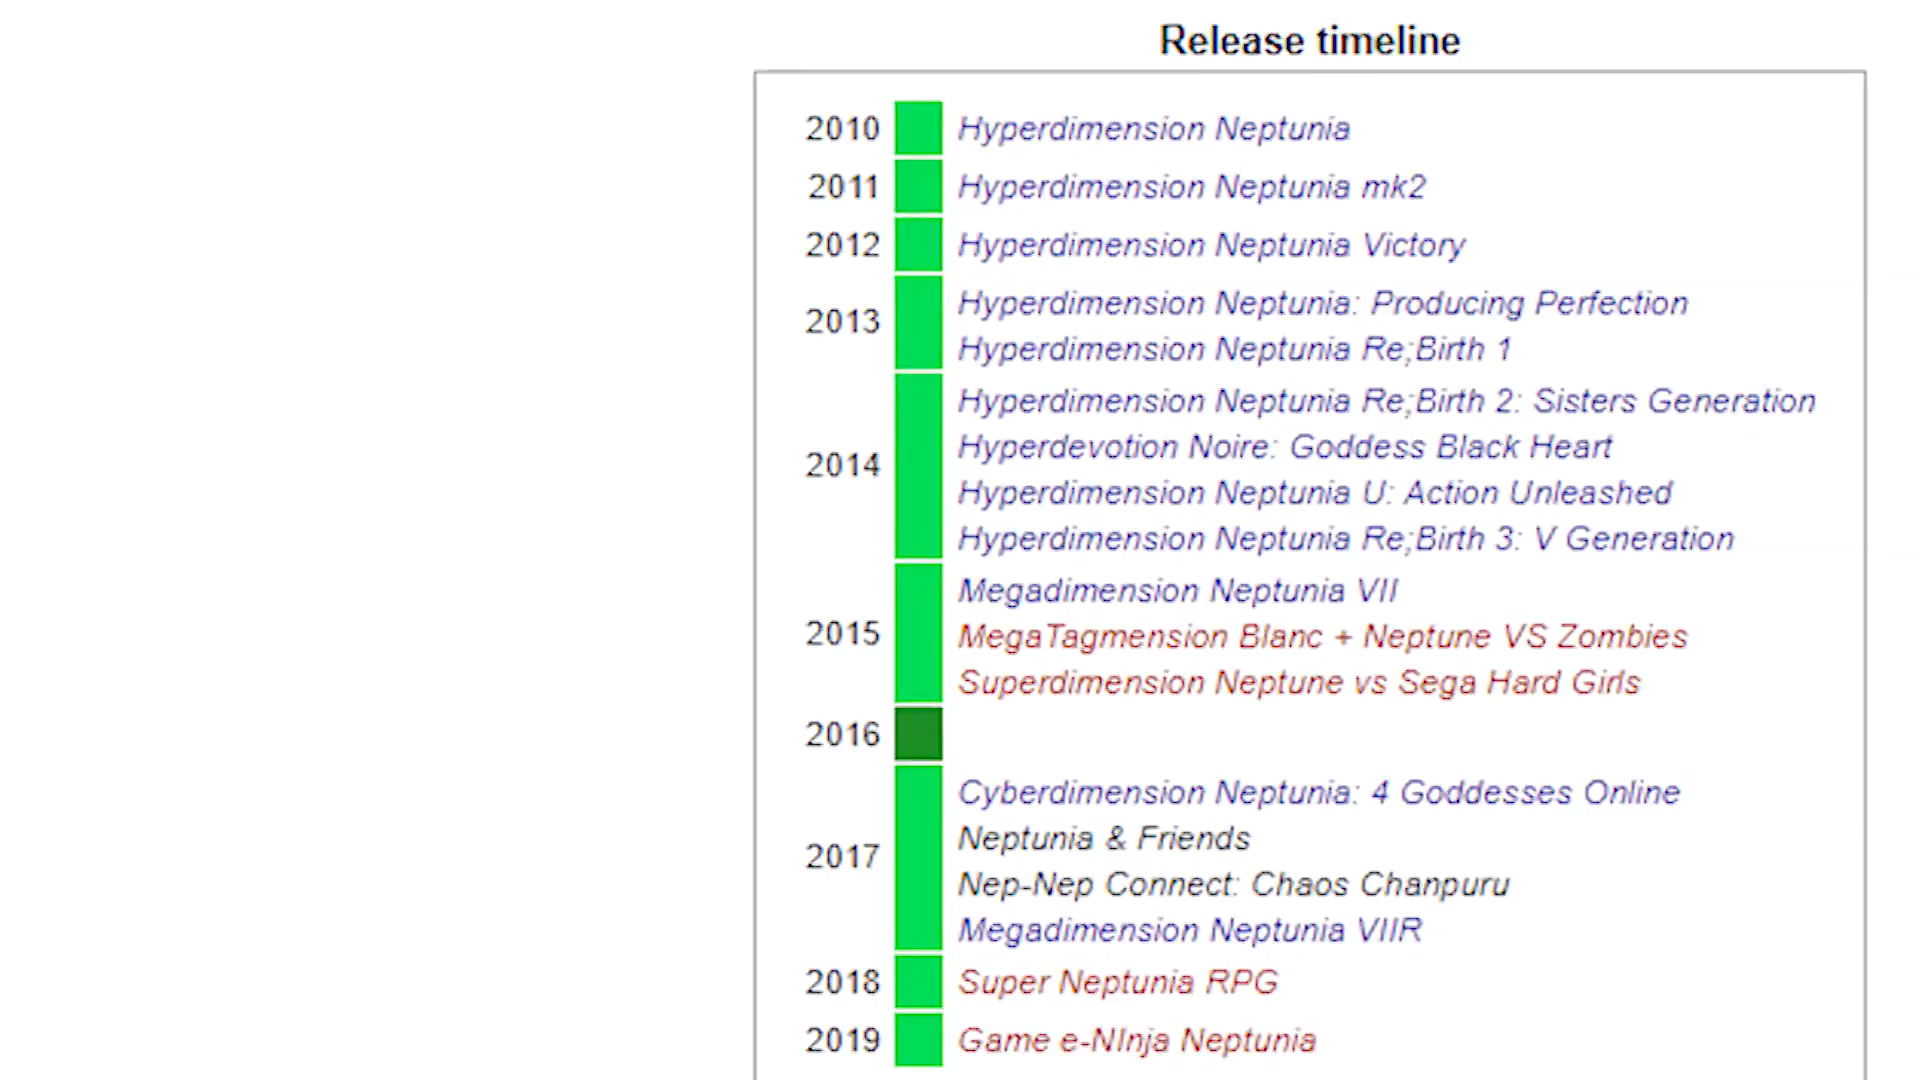 Release timeline
2010 Hyperdimension Neptunia
2011 Hyperdimension Neptunia mk2
2012 Hyperdimension Neptunia Victory
2013 Hyperdimension Neptunia: Producing Perfection
Hyperdimension Neptunia Re;Birth 1
2014 Hyperdimension Neptunia Re;Birth 2: Sisters Generation
Hyperdevotion Noire: Goddess Black Heart
Hyperdimension Neptunia U: Action Unleashed
Hyperdimension Neptunia Re;Birth 3: V Generation
2015 Megadimension Neptunia VII
MegaTagmension Blanc + Neptune VS Zombies
Superdimension Neptune vs Sega Hard Girls
2016
2017 Cyberdimension Neptunia: 4 Goddesses Online
Neptunia & Friends
Nep-Nep Connect: Chaos Chanpuru
Megadimension Neptunia VIIR
2018 Super Neptunia RPG
2019 Game e-NInja Neptunia